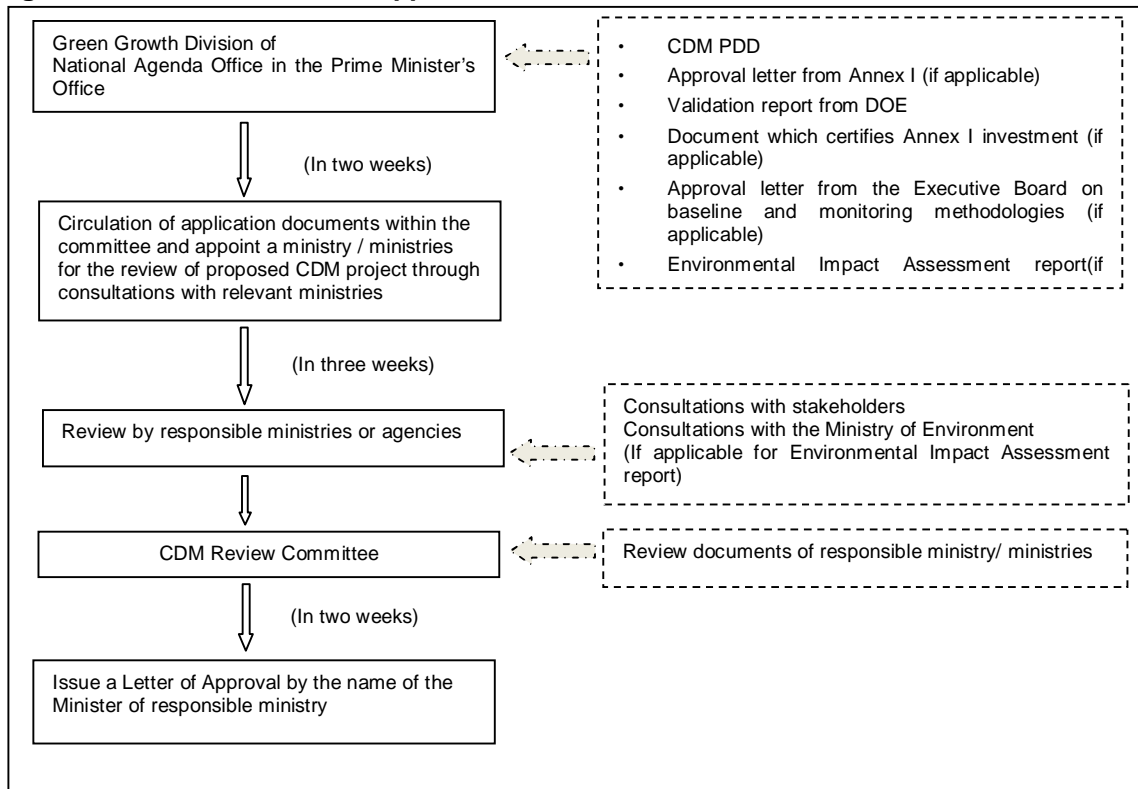 Green Growth Division of
National Agenda Office in the Prime Minister's
Office
(In two weeks)
Circulation of application documents within the
committee and appoint a ministry / ministries
for the review of proposed CDM project through
consultations with relevant ministries
(In three weeks)
Review by responsible ministries or agencies
CDM Review Committee
(In two weeks)
Issue a Letter of Approval by the name of the
Minister of responsible ministry
• CDM PDD
• Approval letter from Annex I (if applicable)
• Validation report from DOE
• Document which certifies Annex I investment (if
applicable)
• Approval letter from the Executive Board on
baseline and monitoring methodologies (if
applicable)
• Environmental Impact Assessment report(if
Consultations with stakeholders
Consultations with the Ministry of Environment
(If applicable for Environmental Impact Assessment
report)
Review documents of responsible ministry/ ministries